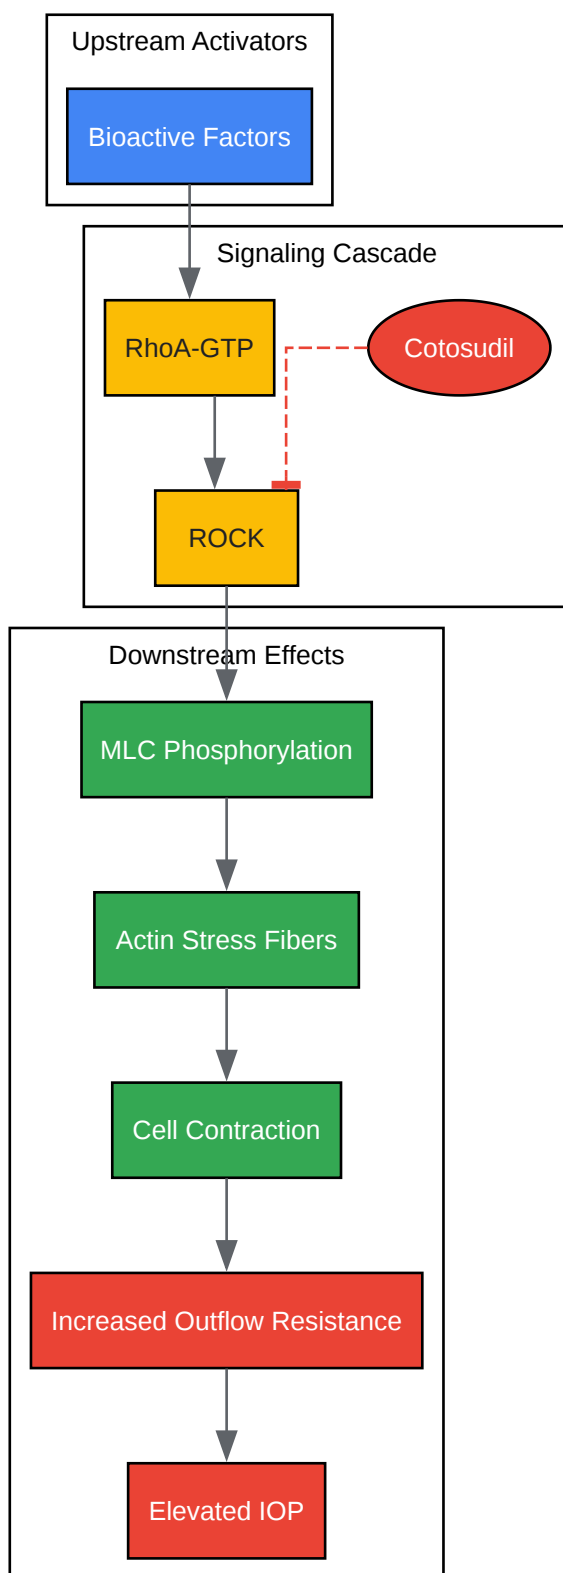 Upstream Activators
Bioactive Factors
Signaling Cascade
RhoA-GTP
Cotosudil
ROCK
Downstream Effects
MLC Phosphorylation
Actin Stress Fibers
Cell Contraction
Increased Outflow Resistance
Elevated IOP